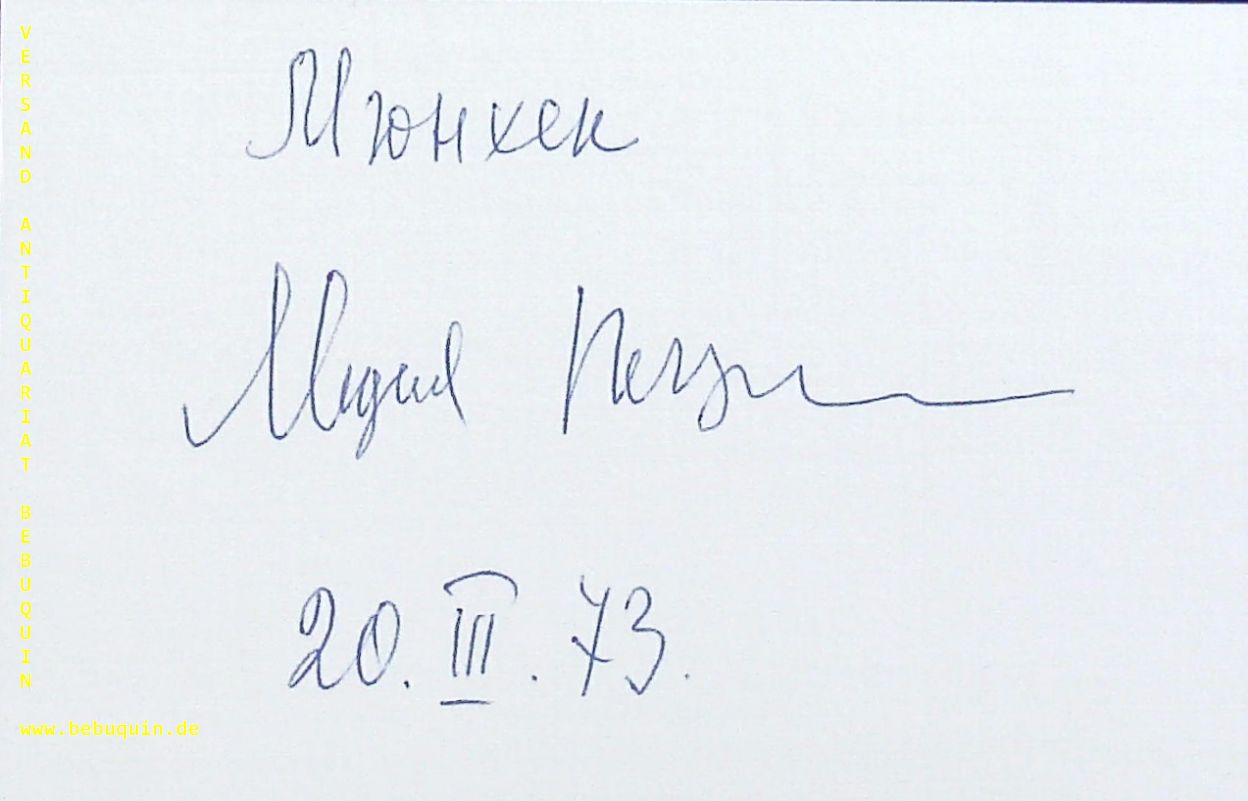 VERSAND ANTIQUARIAT BEBUQUIN
Мюнхен
20. III. 73.
www.bebuquin.de